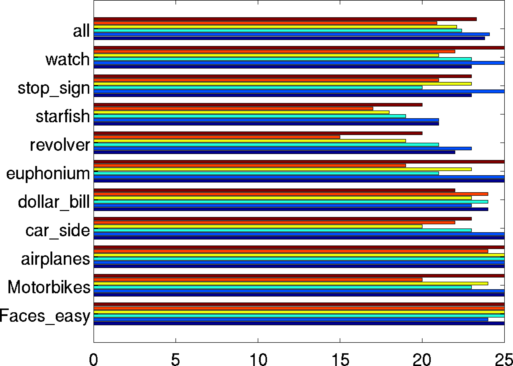 all
watch
stop_sign
starfish
revolver
euphonium
dollar_bill
car_side
airplanes
Motorbikes
Faces_easy
0 5 10 15 20 25